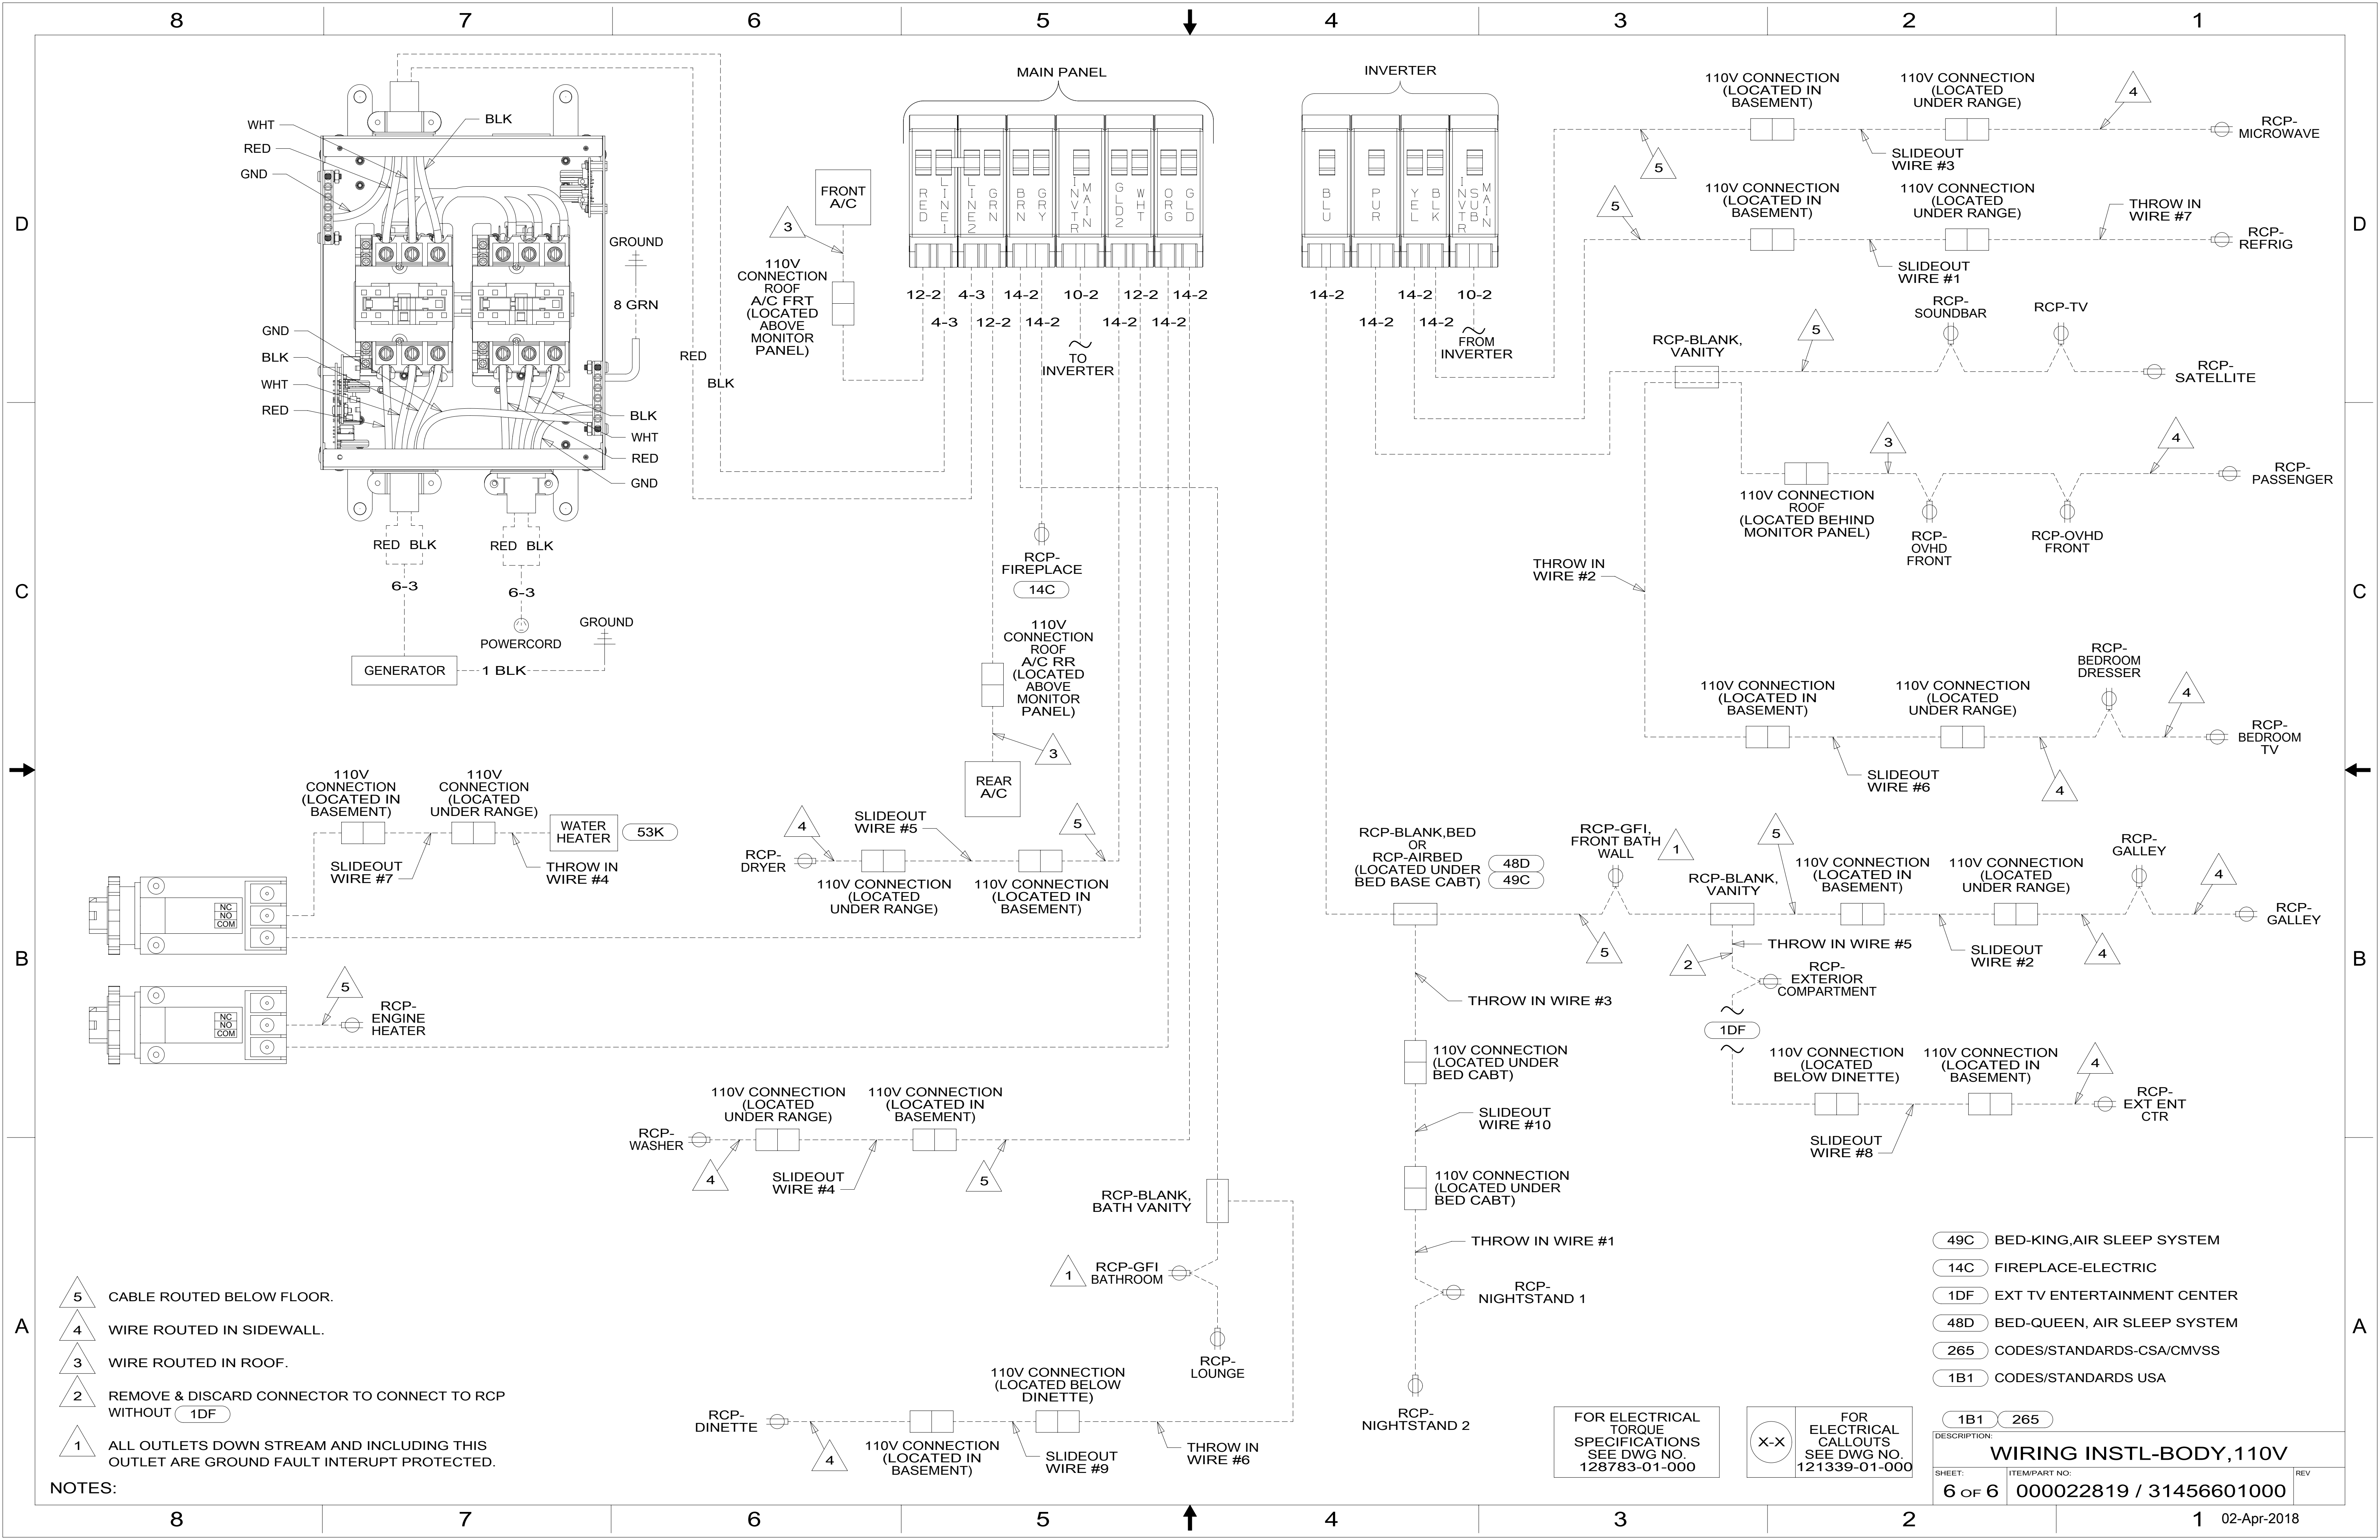 8 7 6 5 4 3 2 1
D
C
B
A
D
C
B
A
WHT
RED
GND
BLK
GROUND
8 GRN
GND
BLK
WHT
RED
BLK
WHT
RED
GND
RED BLK
RED BLK
6-3
6-3
POWERCORD
GROUND
GENERATOR
1 BLK
RED
BLK
MAIN PANEL
FRONT
A/C
3
110V
CONNECTION
ROOF
A/C FRT
(LOCATED
ABOVE
MONITOR
PANEL)
RED
LINE1
LINE2
GRN
BRN
GRY
INVTR
MAIN
GLD2
WHT
ORG
GLD
12-2 4-3 14-2 10-2 12-2 14-2
4-3 12-2 14-2 14-2 14-2
TO
INVERTER
INVERTER
BLU
PUR
YEL
BLK
INVTR
SUB
MAIN
14-2 14-2 10-2
14-2 14-2
FROM
INVERTER
110V CONNECTION
(LOCATED IN
BASEMENT)
110V CONNECTION
(LOCATED
UNDER RANGE)
4
RCP-
MICROWAVE
5
SLIDEOUT
WIRE #3
110V CONNECTION
(LOCATED IN
BASEMENT)
110V CONNECTION
(LOCATED
UNDER RANGE)
5
THROW IN
WIRE #7
RCP-
REFRIG
SLIDEOUT
WIRE #1
RCP-
SOUNDBAR
RCP-TV
5
RCP-BLANK,
VANITY
RCP-
SATELLITE
3
4
RCP-
PASSENGER
110V CONNECTION
ROOF
(LOCATED BEHIND
MONITOR PANEL)
RCP-
OVHD
FRONT
RCP-OVHD
FRONT
THROW IN
WIRE #2
RCP-
BEDROOM
DRESSER
110V CONNECTION
(LOCATED IN
BASEMENT)
110V CONNECTION
(LOCATED
UNDER RANGE)
4
RCP-
BEDROOM
TV
SLIDEOUT
WIRE #6
4
RCP-
FIREPLACE
14C
110V
CONNECTION
ROOF
A/C RR
(LOCATED
ABOVE
MONITOR
PANEL)
3
REAR
A/C
110V
CONNECTION
(LOCATED IN
BASEMENT)
110V
CONNECTION
(LOCATED
UNDER RANGE)
WATER
HEATER
53K
SLIDEOUT
WIRE #7
THROW IN
WIRE #4
NC
NO
COM
5
RCP-
ENGINE
HEATER
NC
NO
COM
4
SLIDEOUT
WIRE #5
5
RCP-
DRYER
110V CONNECTION
(LOCATED
UNDER RANGE)
110V CONNECTION
(LOCATED IN
BASEMENT)
RCP-BLANK,BED
OR
RCP-AIRBED
(LOCATED UNDER
BED BASE CABT)
48D
49C
RCP-GFI,
FRONT BATH
WALL
1
5
RCP-BLANK,
VANITY
110V CONNECTION
(LOCATED IN
BASEMENT)
110V CONNECTION
(LOCATED
UNDER RANGE)
RCP-
GALLEY
4
RCP-
GALLEY
5
2
THROW IN WIRE #5
SLIDEOUT
WIRE #2
4
RCP-
EXTERIOR
COMPARTMENT
THROW IN WIRE #3
1DF
110V CONNECTION
(LOCATED
BELOW DINETTE)
110V CONNECTION
(LOCATED IN
BASEMENT)
4
RCP-
EXT ENT
CTR
SLIDEOUT
WIRE #8
110V CONNECTION
(LOCATED UNDER
BED CABT)
SLIDEOUT
WIRE #10
110V CONNECTION
(LOCATED UNDER
BED CABT)
THROW IN WIRE #1
RCP-
NIGHTSTAND 1
RCP-
NIGHTSTAND 2
110V CONNECTION
(LOCATED
UNDER RANGE)
110V CONNECTION
(LOCATED IN
BASEMENT)
RCP-
WASHER
4
SLIDEOUT
WIRE #4
5
RCP-BLANK,
BATH VANITY
1
RCP-GFI
BATHROOM
RCP-
LOUNGE
110V CONNECTION
(LOCATED BELOW
DINETTE)
RCP-
DINETTE
4
110V CONNECTION
(LOCATED IN
BASEMENT)
SLIDEOUT
WIRE #9
THROW IN
WIRE #6
5 CABLE ROUTED BELOW FLOOR.
4 WIRE ROUTED IN SIDEWALL.
3 WIRE ROUTED IN ROOF.
2 REMOVE & DISCARD CONNECTOR TO CONNECT TO RCP
WITHOUT 1DF
1 ALL OUTLETS DOWN STREAM AND INCLUDING THIS
OUTLET ARE GROUND FAULT INTERUPT PROTECTED.
NOTES:
49C BED-KING,AIR SLEEP SYSTEM
14C FIREPLACE-ELECTRIC
1DF EXT TV ENTERTAINMENT CENTER
48D BED-QUEEN, AIR SLEEP SYSTEM
265 CODES/STANDARDS-CSA/CMVSS
1B1 CODES/STANDARDS USA
1B1 265
FOR ELECTRICAL
TORQUE
SPECIFICATIONS
SEE DWG NO.
128783-01-000
X-X
FOR
ELECTRICAL
CALLOUTS
SEE DWG NO.
121339-01-000
DESCRIPTION:
WIRING INSTL-BODY,110V
SHEET:
6 OF 6
ITEM/PART NO:
000022819 / 31456601000
REV
8 7 6 5 4 3 2 1
02-Apr-2018